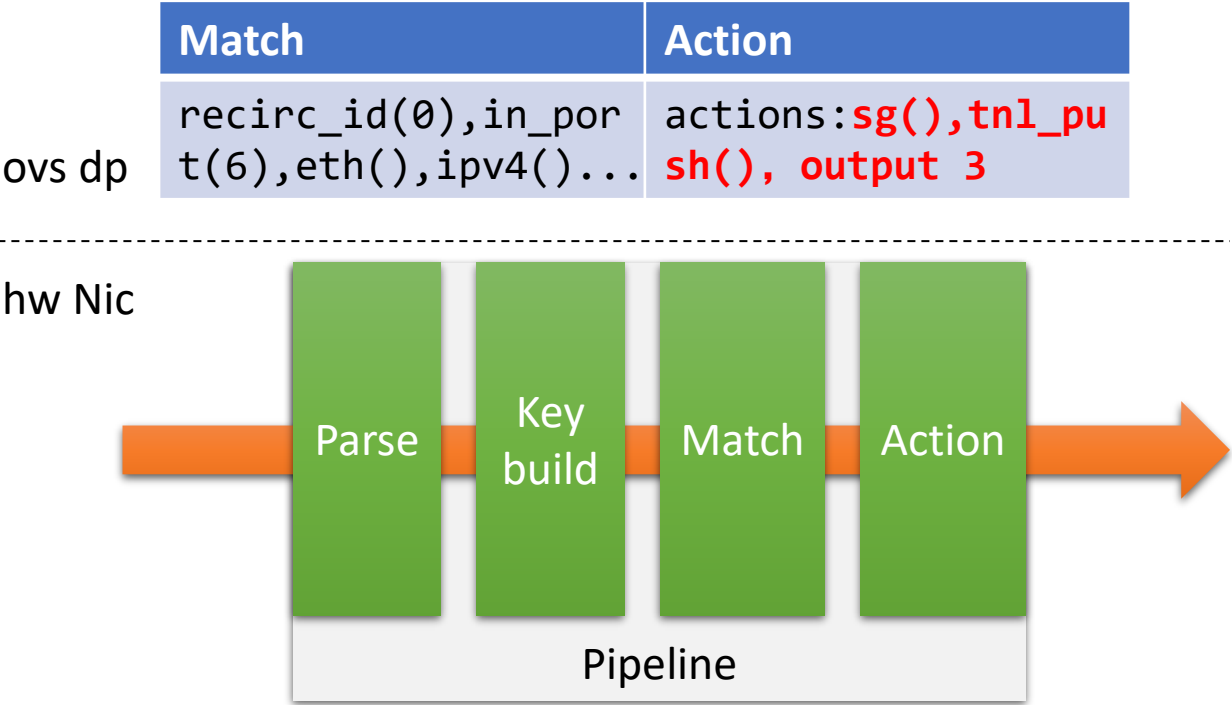 Match
Action
ovs dp
recirc_id(0),in_por
t(6),eth(),ipv4()...
actions:sg(),tnl_pu
sh(), output 3
hw Nic
Parse
Key
build
Match
Action
Pipeline